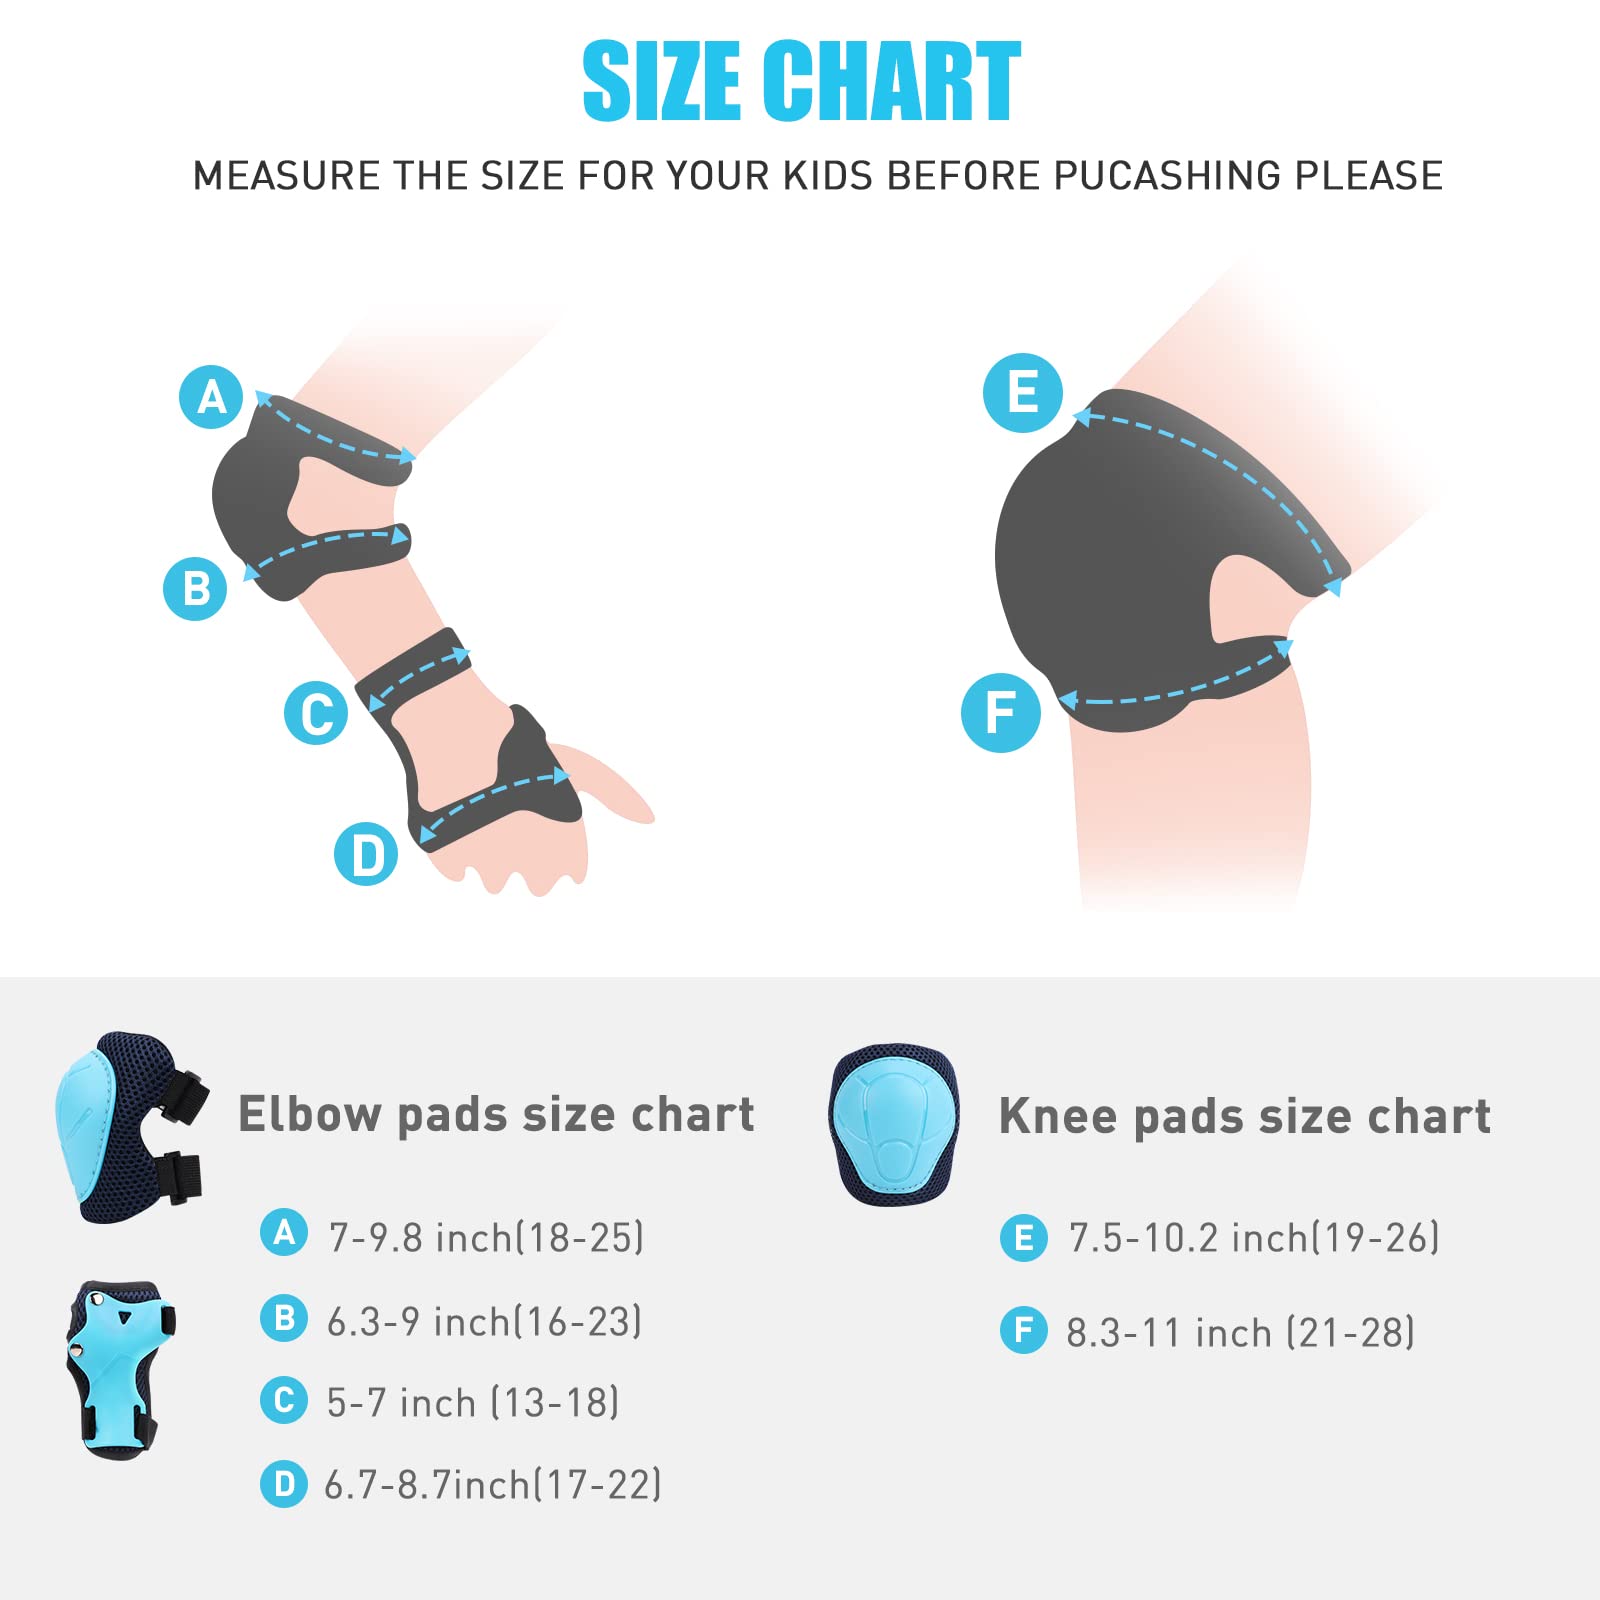 SIZE CHART
MEASURE THE SIZE FOR YOUR KIDS BEFORE PUCASHING PLEASE
A
B
C
D
E
F
Elbow pads size chart
A 7-9.8 inch(18-25)
B 6.3-9 inch(16-23)
C 5-7 inch (13-18)
D 6.7-8.7inch(17-22)
Knee pads size chart
E 7.5-10.2 inch(19-26)
F 8.3-11 inch (21-28)